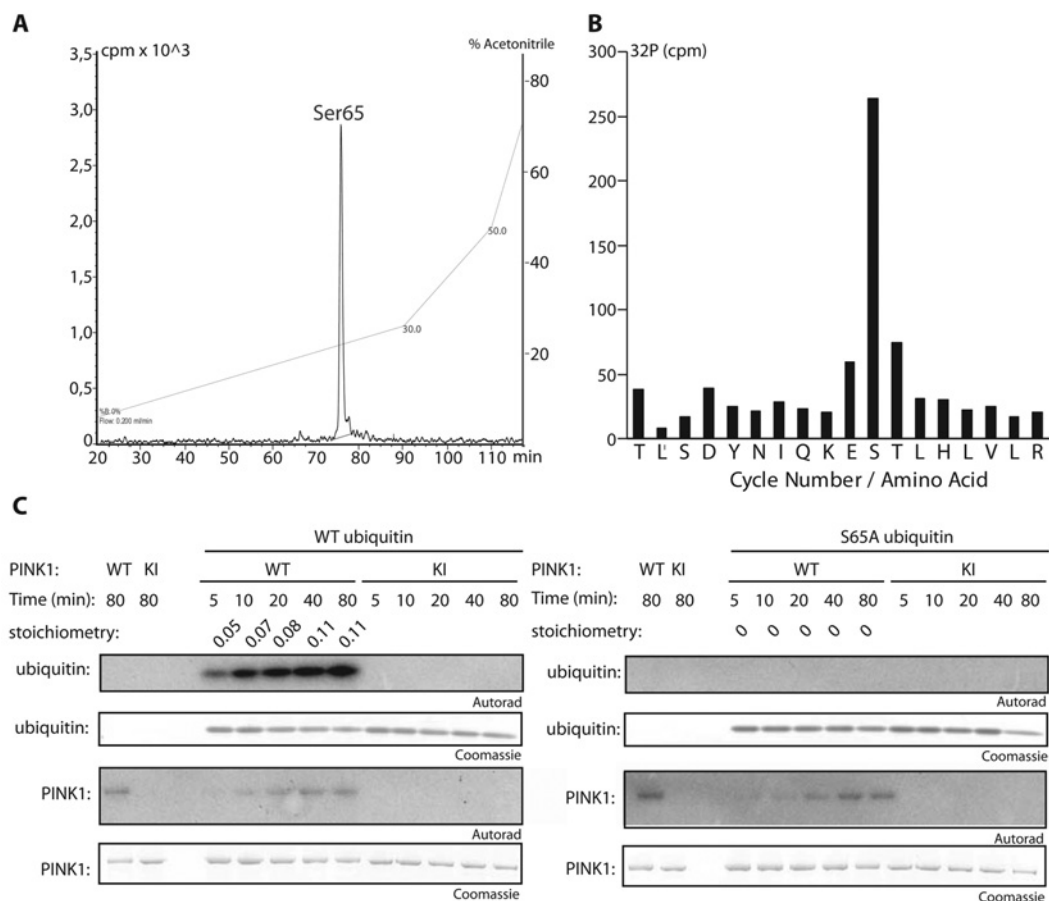 A
cpm x 10^3
% Acetonitrile
3,5
3,0
2,5
2,0
1,5
1,0
0,5
0
80
60
40
20
Ser65
50.0
30.0
%B.0%
Flow: 0.200 ml/min
20 30 40 50 60 70 80 90 100 110 min
B
32P (cpm)
300
250
200
150
100
50
0
T L' S D Y N I Q K E S T L H L V L R
Cycle Number / Amino Acid
C
WT ubiquitin
PINK1: WT KI WT KI
Time (min): 80 80 5 10 20 40 80 5 10 20 40 80
stoichiometry: 0.05 0.07 0.08 0.11 0.11
ubiquitin:
Autorad
ubiquitin:
Coomassie
PINK1:
Autorad
PINK1:
Coomassie
S65A ubiquitin
PINK1: WT KI WT KI
Time (min): 80 80 5 10 20 40 80 5 10 20 40 80
stoichiometry: 0 0 0 0 0
ubiquitin:
Autorad
ubiquitin:
Coomassie
PINK1:
Autorad
PINK1:
Coomassie